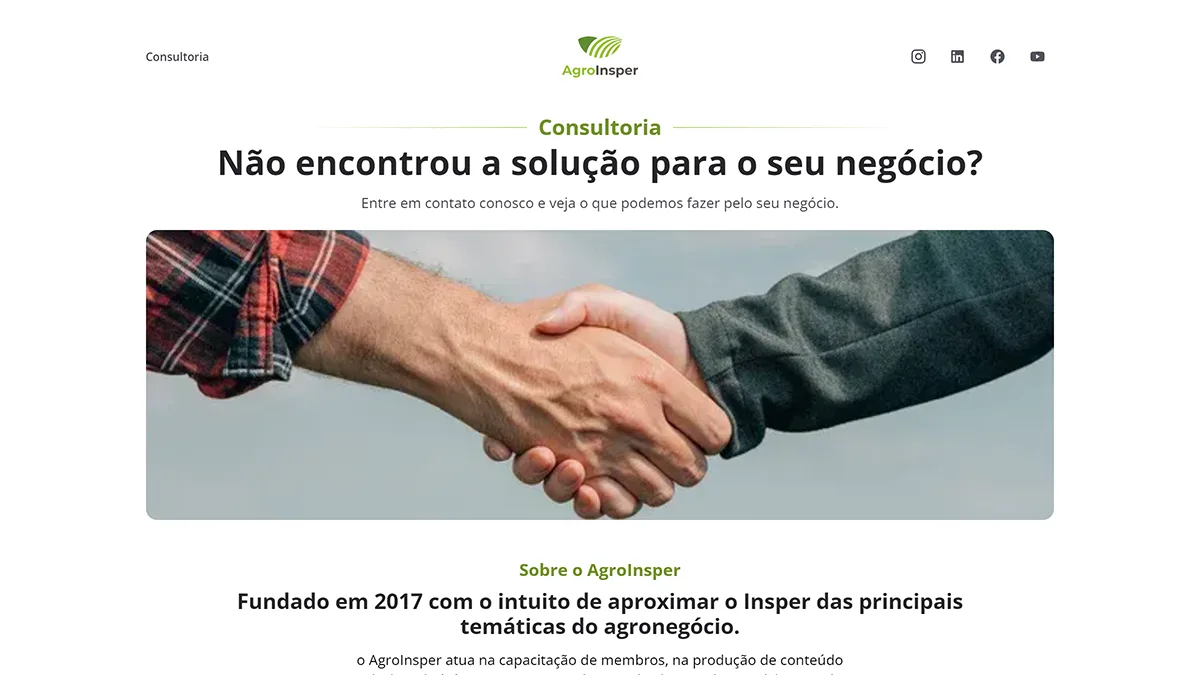 Consultoria
AgroInsper
Consultoria
Não encontrou a solução para o seu negócio?
Entre em contato conosco e veja o que podemos fazer pelo seu negócio.
Sobre o AgroInsper
Fundado em 2017 com o intuito de aproximar o Insper das principais
temáticas do agronegócio.
o AgroInsper atua na capacitação de membros, na produção de conteúdo